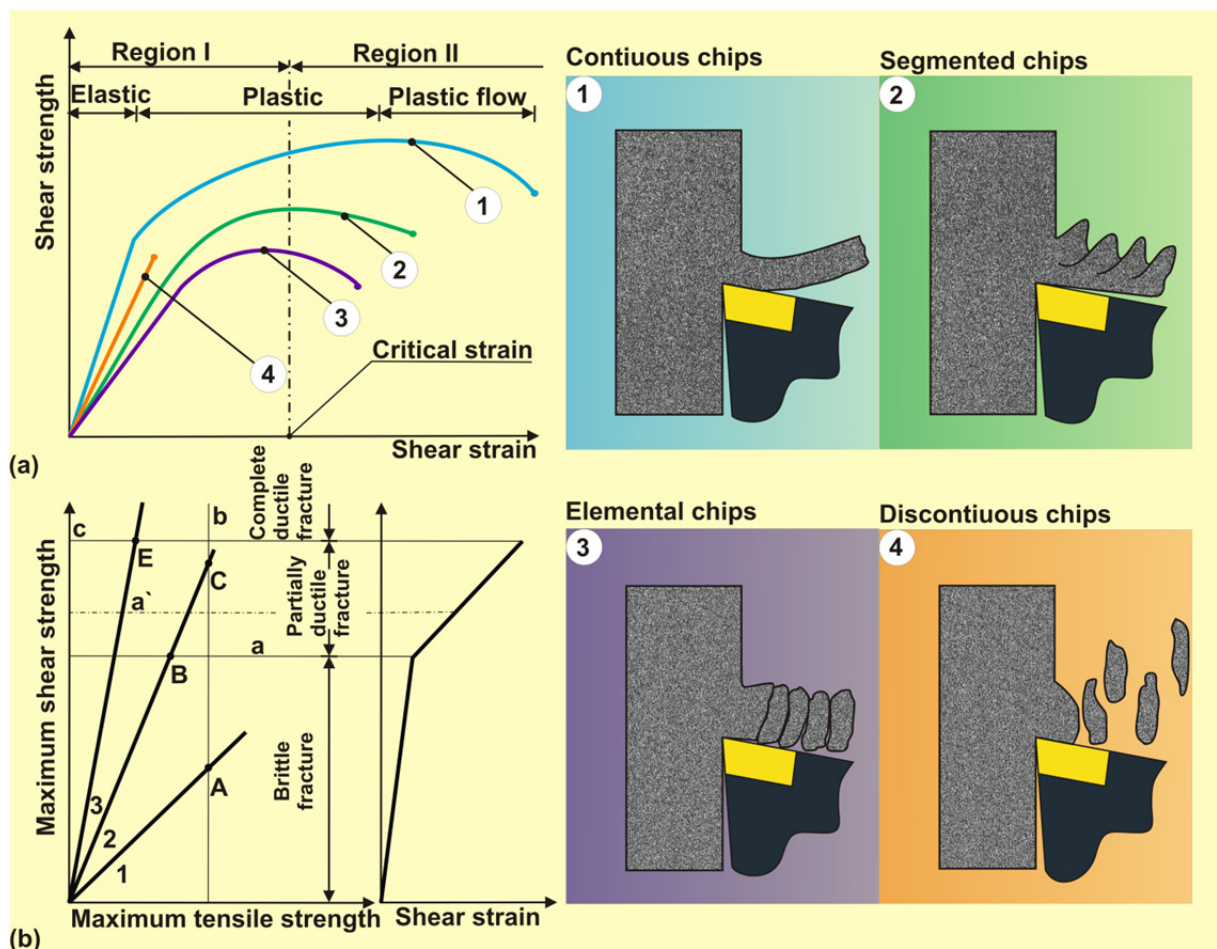 Region I
Region II
Elastic
Plastic
Plastic flow
Shear strength
1
2
3
4
Critical strain
Shear strain
(a)
Contiuous chips
1
Segmented chips
2
Maximum shear strength
c
b
E
C
a`
a
B
A
3
2
1
Complete
ductile
fracture
Partially
ductile
fracture
Brittle
fracture
Maximum tensile strength
Shear strain
(b)
Elemental chips
3
Discontiuous chips
4